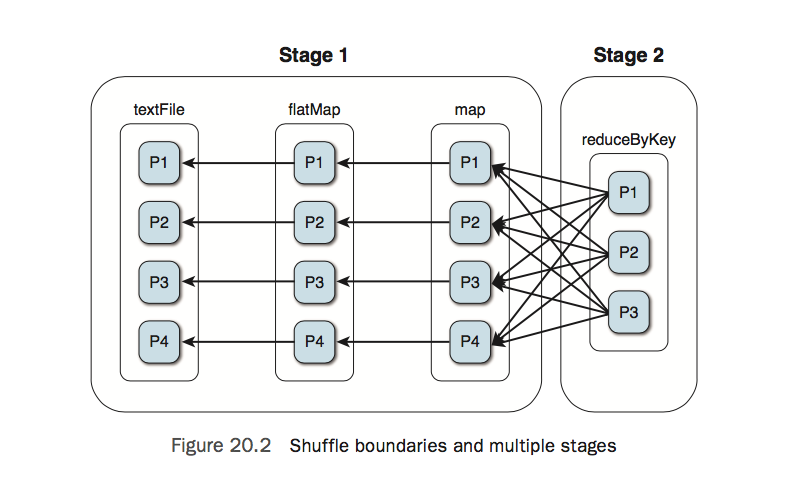 Stage 1
Stage 2
textFile
flatMap
map
reduceByKey
P1
P1
P1
P1
P2
P2
P2
P2
P3
P3
P3
P3
P4
P4
P4
Figure 20.2 Shuffle boundaries and multiple stages